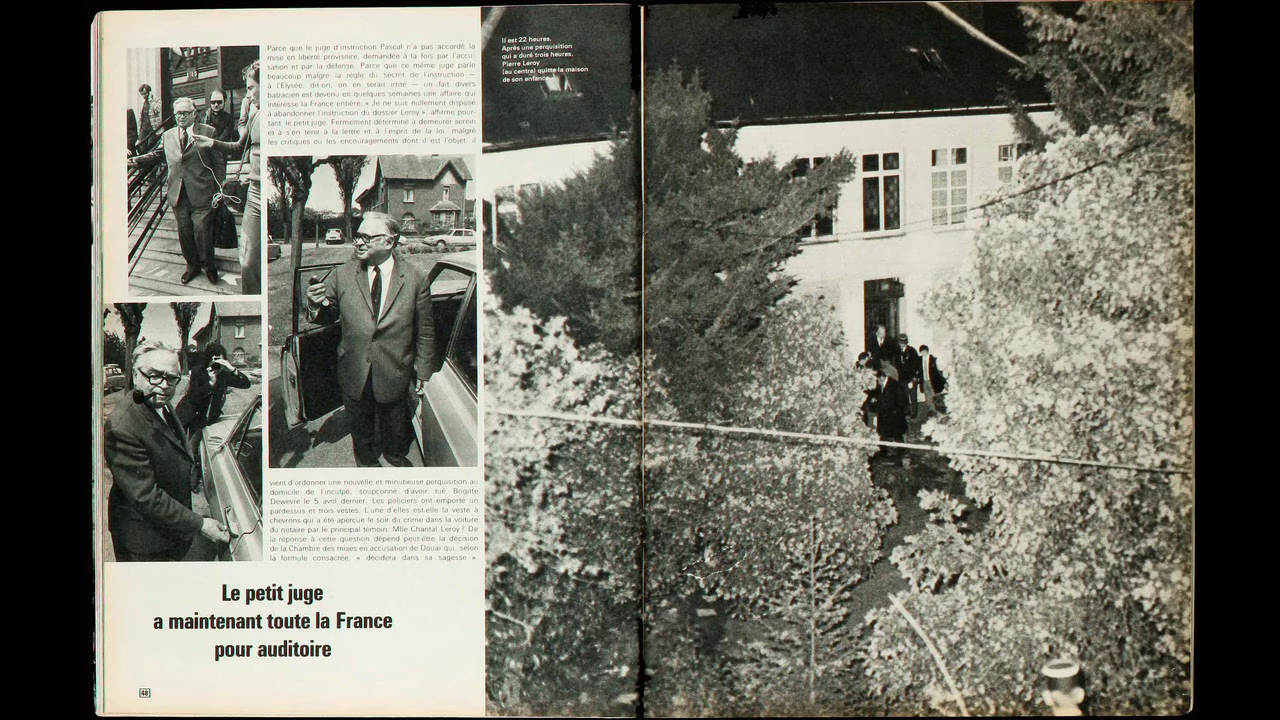 Parce que le juge d'instruction Pascal n'a pas accordé la
mise en liberté provisoire, demandée à la fois par l'accu-
sation et par la défense. Parce que ce même juge parle
beaucoup malgré la règle du secret de l'instruction —
à l'Elysée, dit-on, on en serait irrité — un fait divers
balzacien est devenu en quelques semaines une affaire qui
intéresse la France entière. « Je ne suis nullement disposé
à abandonner l'instruction du dossier Leroy », affirme pour-
tant le petit juge. Fermement déterminé à demeurer serein
et à s'en tenir à la lettre et à l'esprit de la loi, malgré
les critiques ou les encouragements dont il est l'objet, il
vient d'ordonner une nouvelle et minutieuse perquisition au
domicile de l'inculpé, soupçonné d'avoir tué Brigitte
Dewevre le 5 avril dernier. Les policiers ont emporté un
pardessus et trois vestes. L'une d'elles est-elle la veste à
chevrons qui a été aperçue le soir du crime dans la voiture
du notaire par le principal témoin, Mlle Chantal Leroy ? De
la réponse à cette question dépend peut-être la décision
de la Chambre des mises en accusation de Douai qui, selon
la formule consacrée, « décidera dans sa sagesse ».
Le petit juge
a maintenant toute la France
pour auditoire
48
Il est 22 heures.
Après une perquisition
qui a duré trois heures,
Pierre Leroy
(au centre) quitte la maison
de son enfance.